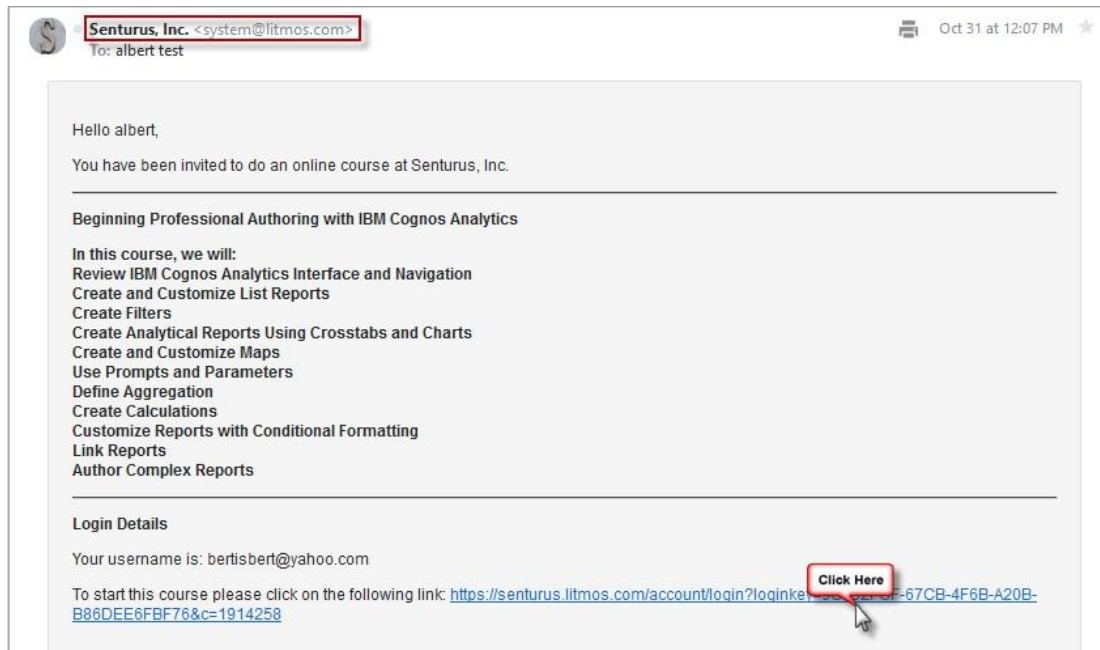 Senturus, Inc. <system@litmos.com>
Oct 31 at 12:07 PM
To: albert test
Hello albert,
You have been invited to do an online course at Senturus, Inc.
Beginning Professional Authoring with IBM Cognos Analytics
In this course, we will:
Review IBM Cognos Analytics Interface and Navigation
Create and Customize List Reports
Create Filters
Create Analytical Reports Using Crosstabs and Charts
Create and Customize Maps
Use Prompts and Parameters
Define Aggregation
Create Calculations
Customize Reports with Conditional Formatting
Link Reports
Author Complex Reports
Login Details
Your username is: bertisbert@yahoo.com
Click Here
To start this course please click on the following link: https://senturus.litmos.com/account/login?loginkey -67CB-4F6B-A20B-
B86DEE6FBF76&c=1914258